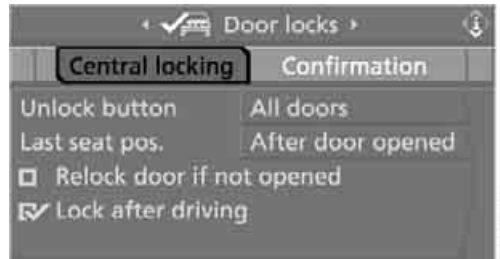 Door locks
Central locking Confirmation
Unlock button All doors
Last seat pos. After door opened
Relock door if not opened
Lock after driving